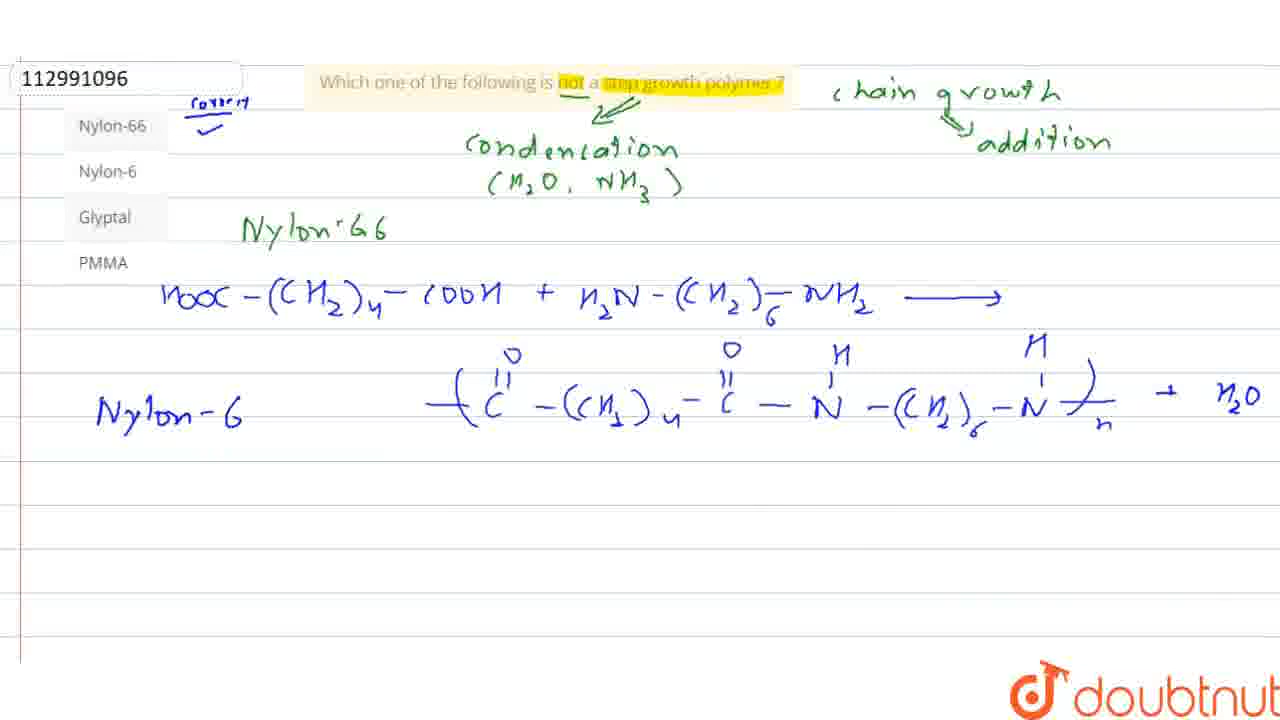 112991096
Which one of the following is not a step growth polymer ?
chain growth
addition
correct
Nylon-66
Nylon-6
Glyptal
PMMA
Condencation
(H2O, NH3)
Nylon-66
HOOC-(CH2)4-COOH + H2N-(CH2)6-NH2 ⟶
O O H H
Nylon-6
(C-(CH2)4-C-N-(CH2)6-N)n + H2O
doubtnut